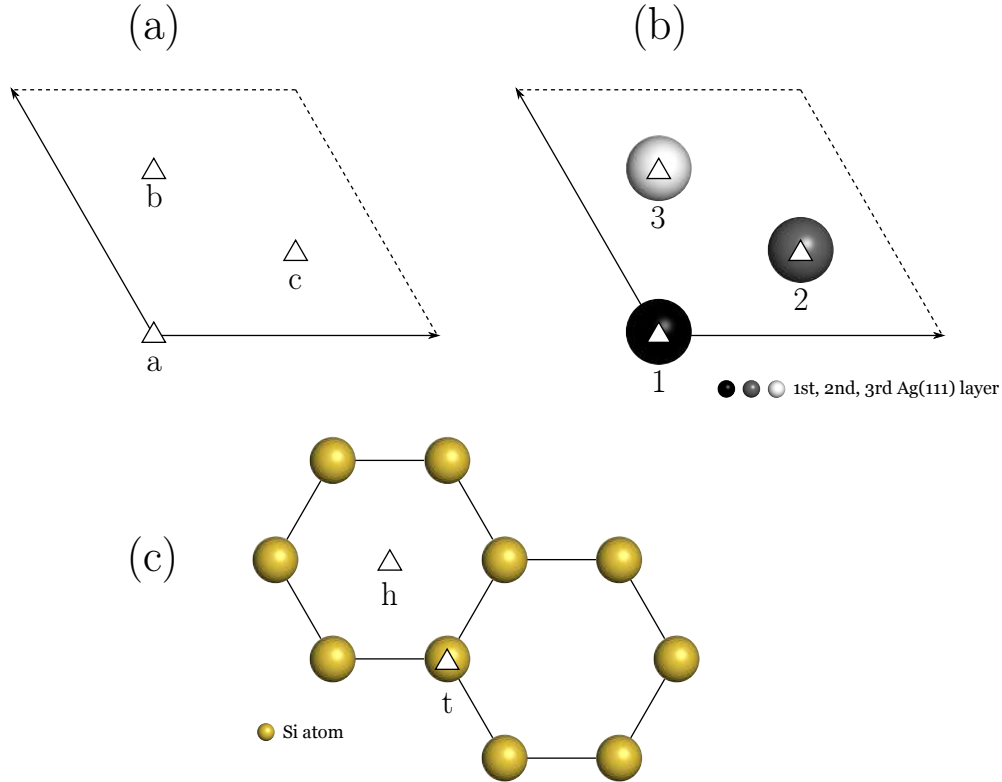 (a)
(b)
b
c
a
3
2
1
1st, 2nd, 3rd Ag(111) layer
(c)
h
t
Si atom